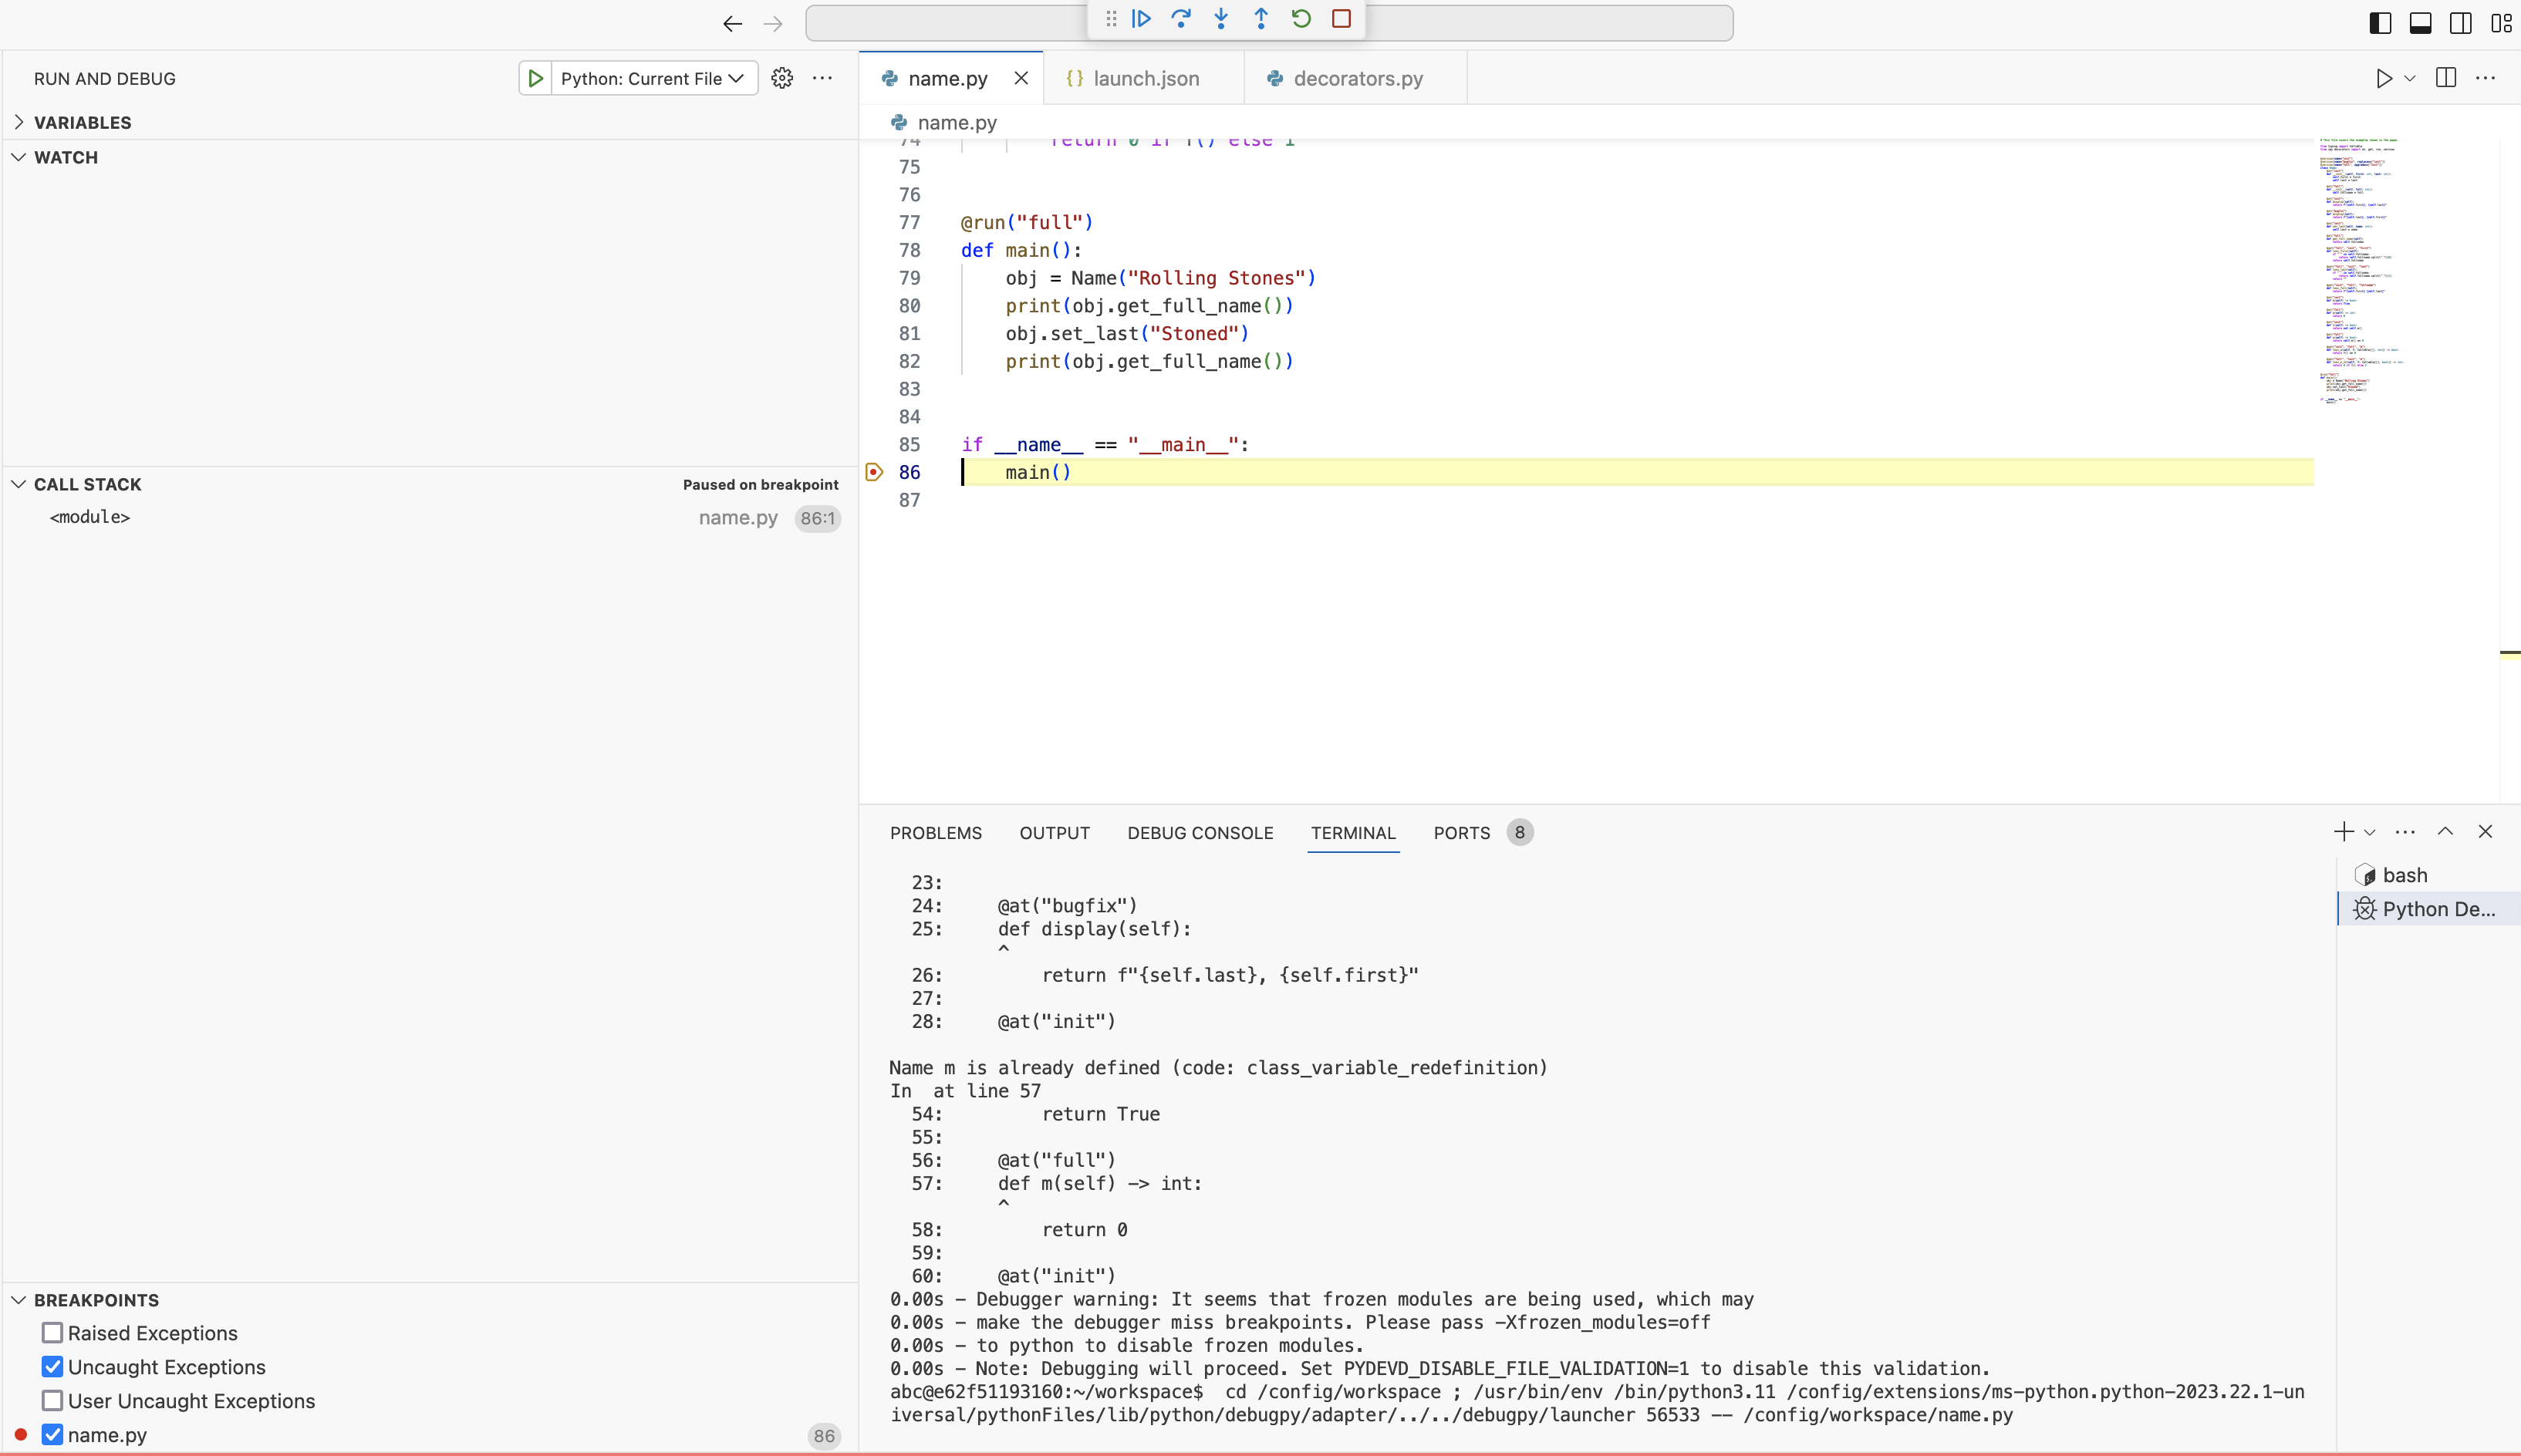 RUN AND DEBUG
Python: Current File
VARIABLES
WATCH
CALL STACK
Paused on breakpoint
<module>
name.py 86:1
BREAKPOINTS
Raised Exceptions
Uncaught Exceptions
User Uncaught Exceptions
name.py 86
name.py
launch.json
decorators.py
name.py
74 return 0 if f() else 1
75
76
77 @run("full")
78 def main():
79     obj = Name("Rolling Stones")
80     print(obj.get_full_name())
81     obj.set_last("Stoned")
82     print(obj.get_full_name())
83
84
85 if __name__ == "__main__":
86     main()
87
PROBLEMS OUTPUT DEBUG CONSOLE TERMINAL PORTS 8
23:
24:     @at("bugfix")
25:     def display(self):
        ^
26:         return f"{self.last}, {self.first}"
27:
28:     @at("init")
Name m is already defined (code: class_variable_redefinition)
In  at line 57
54:         return True
55:
56:     @at("full")
57:     def m(self) -> int:
        ^
58:         return 0
59:
60:     @at("init")
0.00s - Debugger warning: It seems that frozen modules are being used, which may
0.00s - make the debugger miss breakpoints. Please pass -Xfrozen_modules=off
0.00s - to python to disable frozen modules.
0.00s - Note: Debugging will proceed. Set PYDEVD_DISABLE_FILE_VALIDATION=1 to disable this validation.
abc@e62f51193160:~/workspace$  cd /config/workspace ; /usr/bin/env /bin/python3.11 /config/extensions/ms-python.python-2023.22.1-un
iversal/pythonFiles/lib/python/debugpy/adapter/../../debugpy/launcher 56533 -- /config/workspace/name.py
bash
Python De...